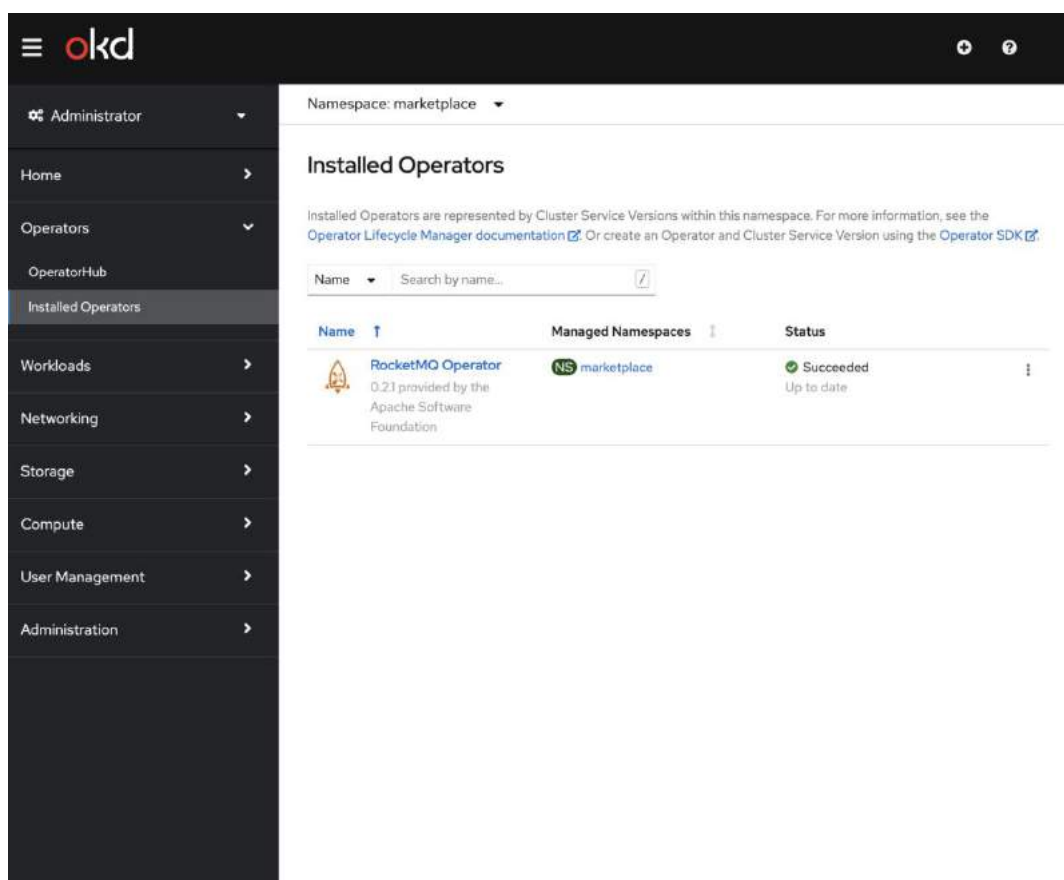 okd
Administrator
Home
Operators
OperatorHub
Installed Operators
Workloads
Networking
Storage
Compute
User Management
Administration
Namespace: marketplace
Installed Operators
Installed Operators are represented by Cluster Service Versions within this namespace. For more information, see the
Operator Lifecycle Manager documentation. Or create an Operator and Cluster Service Version using the Operator SDK.
Name Search by name... /
Name Managed Namespaces Status
RocketMQ Operator NS marketplace Succeeded
0.2.1 provided by the Up to date
Apache Software
Foundation